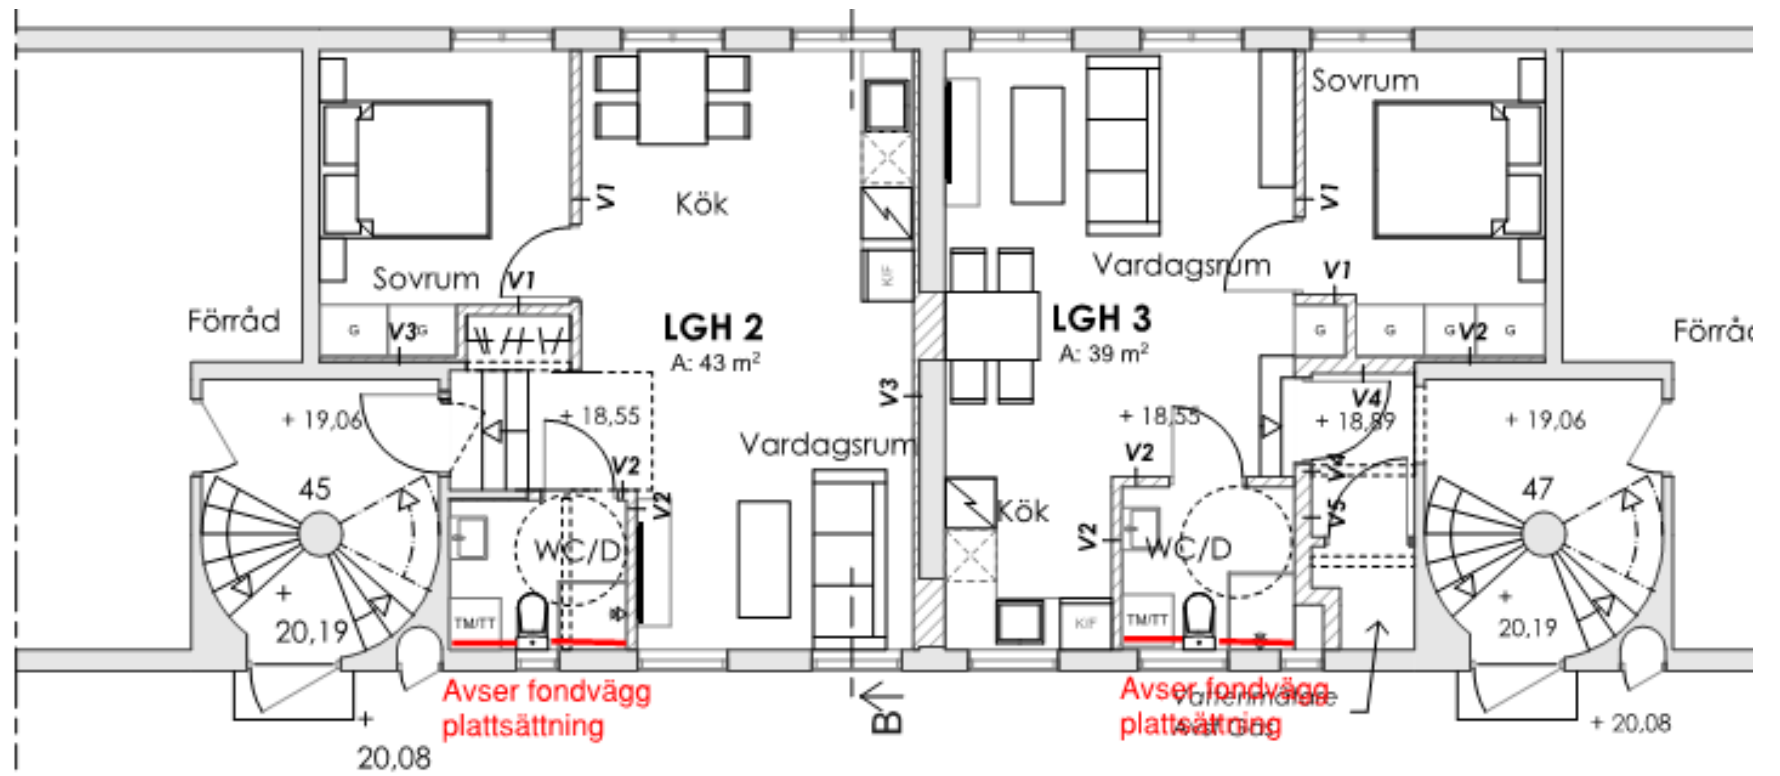 Sovrum
V1
V1
Kök
Vardagsrum
Sovrum
V1
V1
Förråd
G
V3
G
LGH 2
A: 43 m²
K/F
LGH 3
A: 39 m²
G
G
G
V2
G
Förråd
+ 19,06
+ 18,55
V3
+ 18,55
V4
+ 18,89
+ 19,06
Vardagsrum
V2
V2
V2
V4
45
Kök
V2
V5
47
WC/D
WC/D
+
20,19
TM/TT
K/F
TM/TT
+
20,19
Avser fondvägg
plattsättning
B
Avser fondvägg
plattsättning
Vattenmätare
+
20,08
+ 20,08